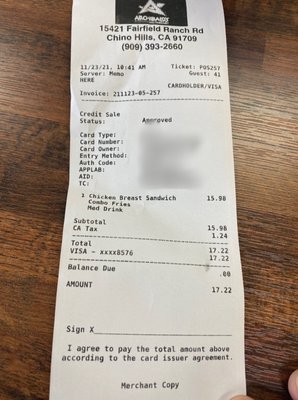 ARCHIBALD'S
15421 Fairfield Ranch Rd
Chino Hills, CA 91709
(909) 393-2660
11/23/21, 10:41 AM Ticket: POS257
Server: Memo Guest: 41
HERE
CARDHOLDER/VISA
Invoice: 211123-05-257
Credit Sale
Status: Approved
Card Type:
Card Number:
Card Owner:
Entry Method:
Auth Code:
APPLAB:
AID:
TC:
1 Chicken Breast Sandwich 15.98
Combo Fries
Med Drink
Subtotal 15.98
CA Tax 1.24
Total 17.22
VISA - xxxx8576 17.22
Balance Due .00
AMOUNT 17.22
Sign X
I agree to pay the total amount above
according to the card issuer agreement.
Merchant Copy